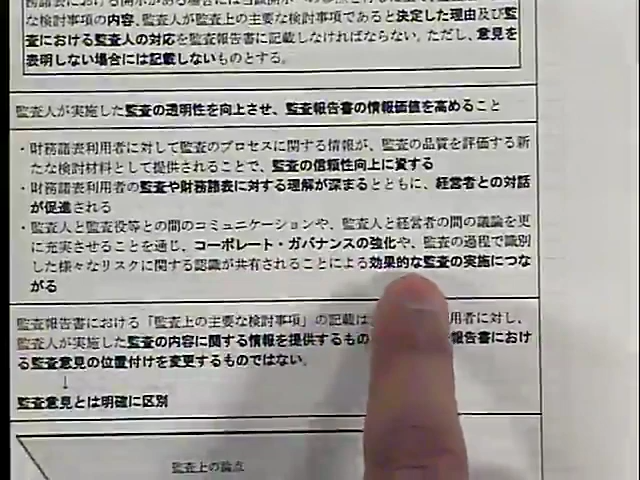 な検討事項の内容、監査人が監査上の主要な検討事項であると決定した理由及び監
査における監査人の対応を監査報告書に記載しなければならない。ただし、意見を
表明しない場合には記載しないものとする。
監査人が実施した監査の透明性を向上させ、監査報告書の情報価値を高めること
・財務諸表利用者に対して監査のプロセスに関する情報が、監査の品質を評価する新
たな検討材料として提供されることで、監査の信頼性向上に資する
・財務諸表利用者の監査や財務諸表に対する理解が深まるとともに、経営者との対話
が促進される
・監査人と監査役等との間のコミュニケーションや、監査人と経営者の間の議論を更
に充実させることを通じ、コーポレート・ガバナンスの強化や、監査の過程で識別
した様々なリスクに関する認識が共有されることによる効果的な監査の実施につな
がる
監査報告書における「監査上の主要な検討事項」の記載は 用者に対し、
監査人が実施した監査の内容に関する情報を提供するもの 報告書におけ
る監査意見の位置付けを変更するものではない。
↓
監査意見とは明確に区別
監査上の論点